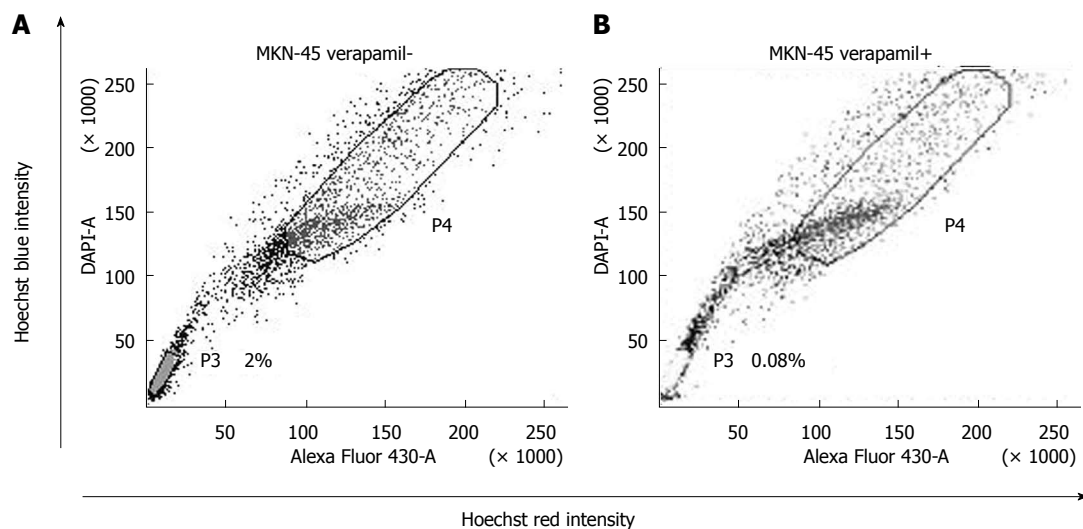 A
MKN-45 verapamil-
Hoechst blue intensity
DAPI-A (× 1000)
250
200
150
100
50
P4
P3 2%
50 100 150 200 250
Alexa Fluor 430-A (× 1000)
B
MKN-45 verapamil+
DAPI-A (× 1000)
250
200
150
100
50
P4
P3 0.08%
50 100 150 200 250
Alexa Fluor 430-A (× 1000)
Hoechst red intensity